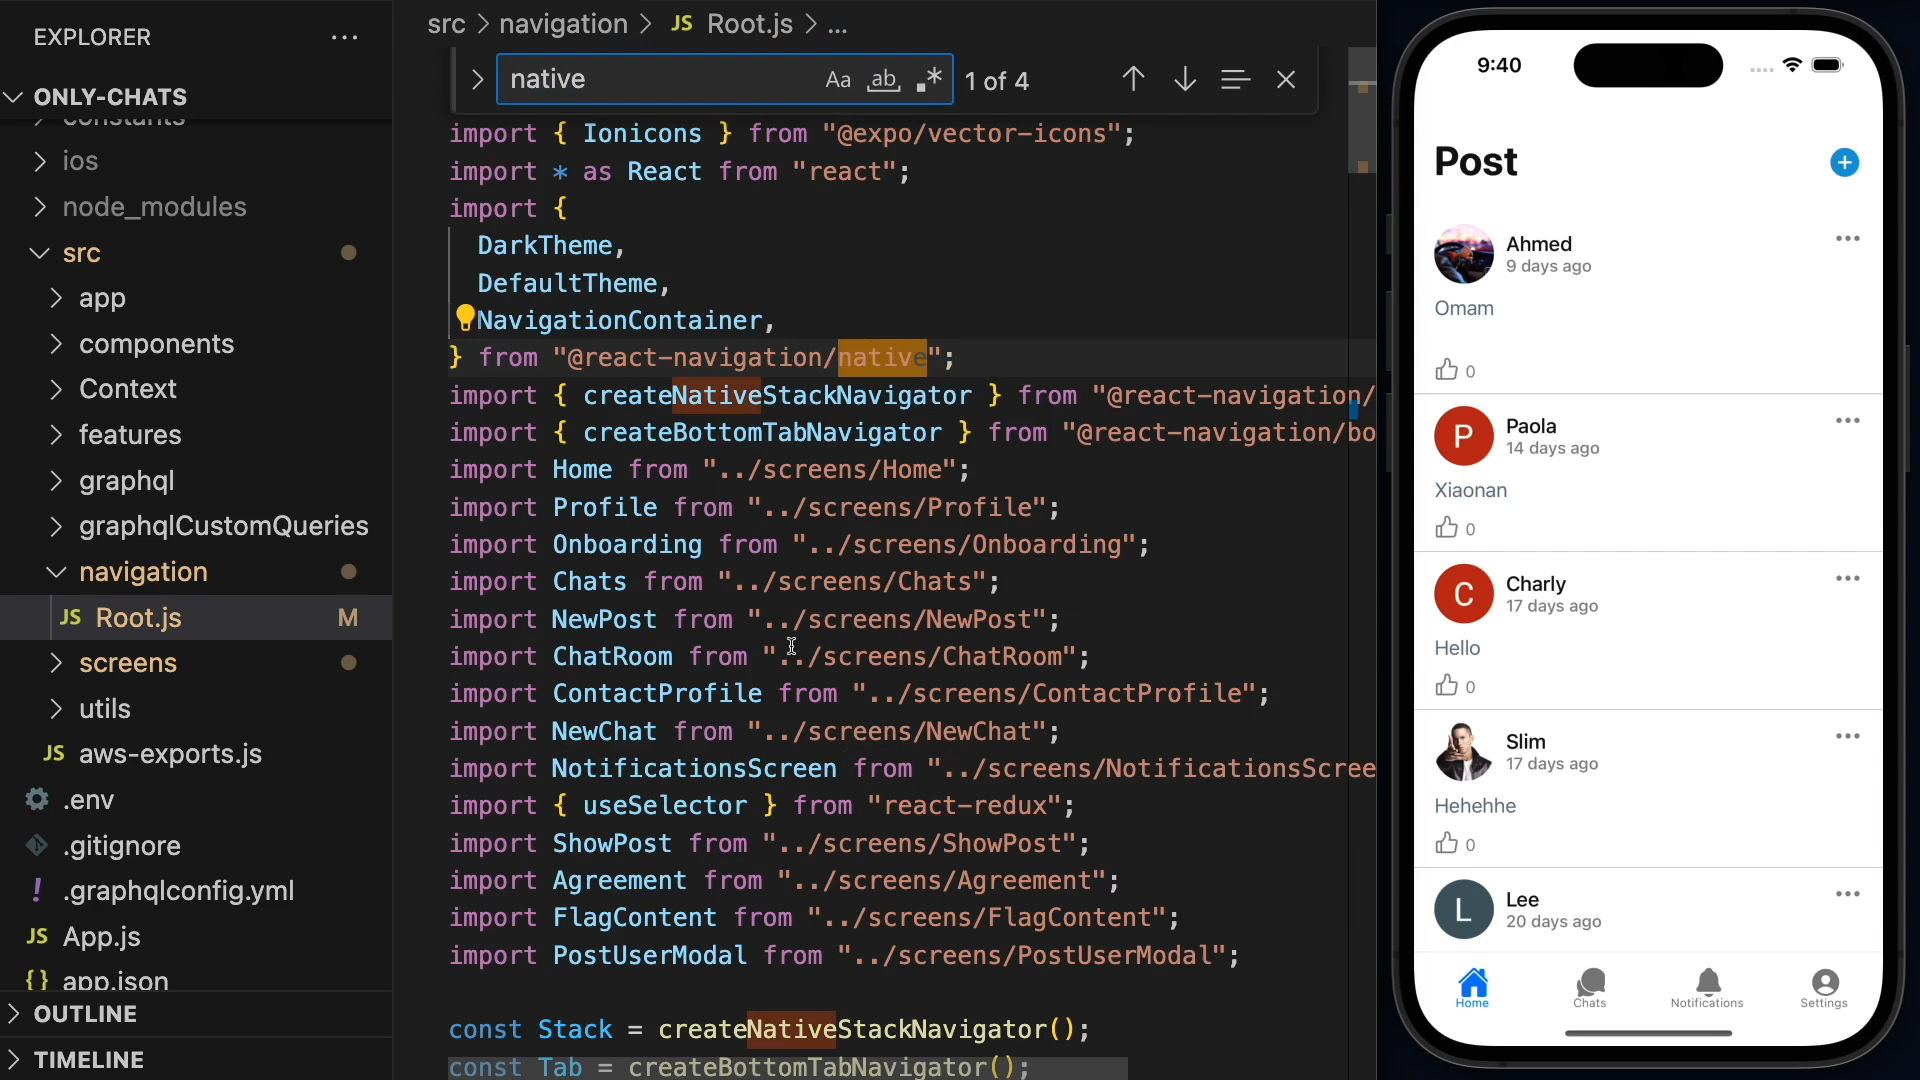 EXPLORER
ONLY-CHATS
constants
ios
node_modules
src
app
components
Context
features
graphql
graphqlCustomQueries
navigation
JS Root.js M
screens
utils
JS aws-exports.js
.env
.gitignore
! .graphqlconfig.yml
JS App.js
{} app.json
OUTLINE
TIMELINE
src > navigation > JS Root.js > ...
native Aa ab .* 1 of 4
import { Ionicons } from "@expo/vector-icons";
import * as React from "react";
import {
DarkTheme,
DefaultTheme,
NavigationContainer,
} from "@react-navigation/native";
import { createNativeStackNavigator } from "@react-navigation/
import { createBottomTabNavigator } from "@react-navigation/bo
import Home from "../screens/Home";
import Profile from "../screens/Profile";
import Onboarding from "../screens/Onboarding";
import Chats from "../screens/Chats";
import NewPost from "../screens/NewPost";
import ChatRoom from "../screens/ChatRoom";
import ContactProfile from "../screens/ContactProfile";
import NewChat from "../screens/NewChat";
import NotificationsScreen from "../screens/NotificationsScree
import { useSelector } from "react-redux";
import ShowPost from "../screens/ShowPost";
import Agreement from "../screens/Agreement";
import FlagContent from "../screens/FlagContent";
import PostUserModal from "../screens/PostUserModal";
const Stack = createNativeStackNavigator();
const Tab = createBottomTabNavigator();
9:40
Post
Ahmed
9 days ago
Omam
0
P
Paola
14 days ago
Xiaonan
0
C
Charly
17 days ago
Hello
0
Slim
17 days ago
Hehehhe
0
L
Lee
20 days ago
Home
Chats
Notifications
Settings